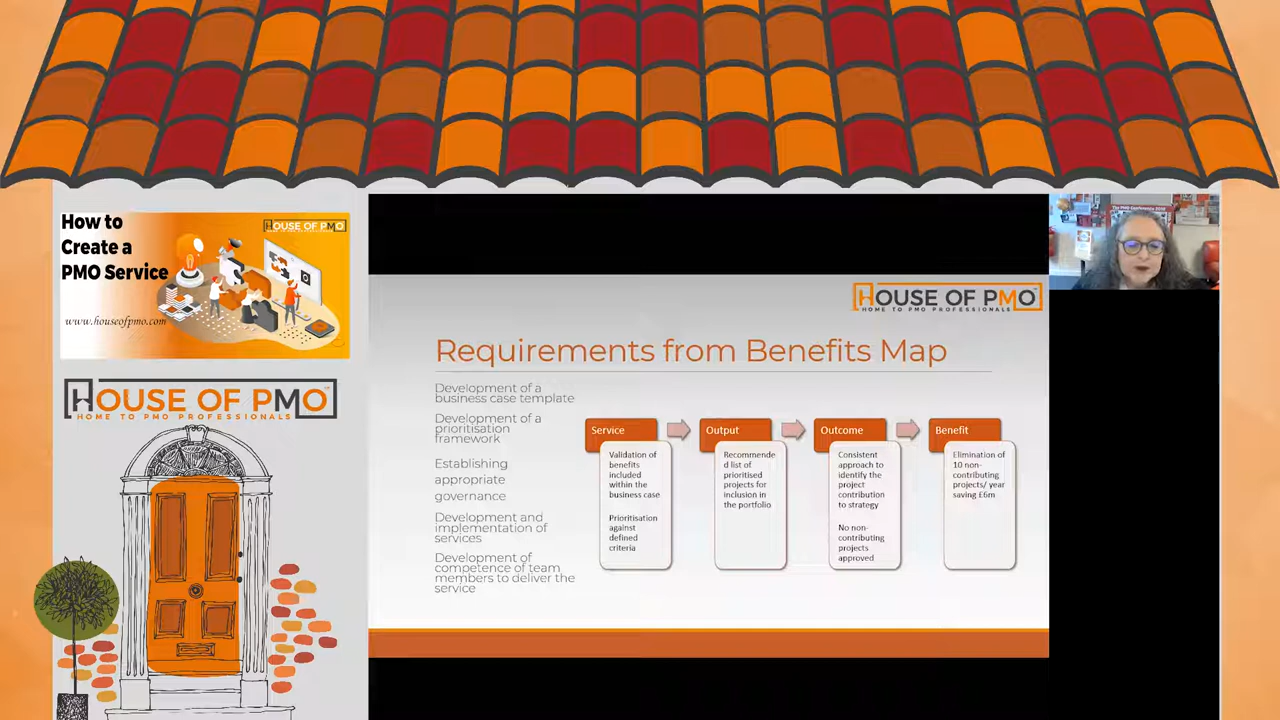 How to
Create a
PMO Service
HOUSE OF PMO
HOME TO PMO PROFESSIONALS
www.houseofpmo.com
HOUSE OF PMO
HOME TO PMO PROFESSIONALS
HOUSE OF PMO
HOME TO PMO PROFESSIONALS
Requirements from Benefits Map
Development of a
business case template
Development of a
prioritisation
framework
Establishing
appropriate
governance
Development and
implementation of
services
Development of
competence of team
members to deliver the
service
Service
Validation of
benefits
included
within the
business case
Prioritisation
against
defined
criteria
Output
Recommende
d list of
prioritised
projects for
inclusion in
the portfolio
Outcome
Consistent
approach to
identify the
project
contribution
to strategy
No non-
contributing
projects
approved
Benefit
Elimination of
10 non-
contributing
projects/ year
saving £6m